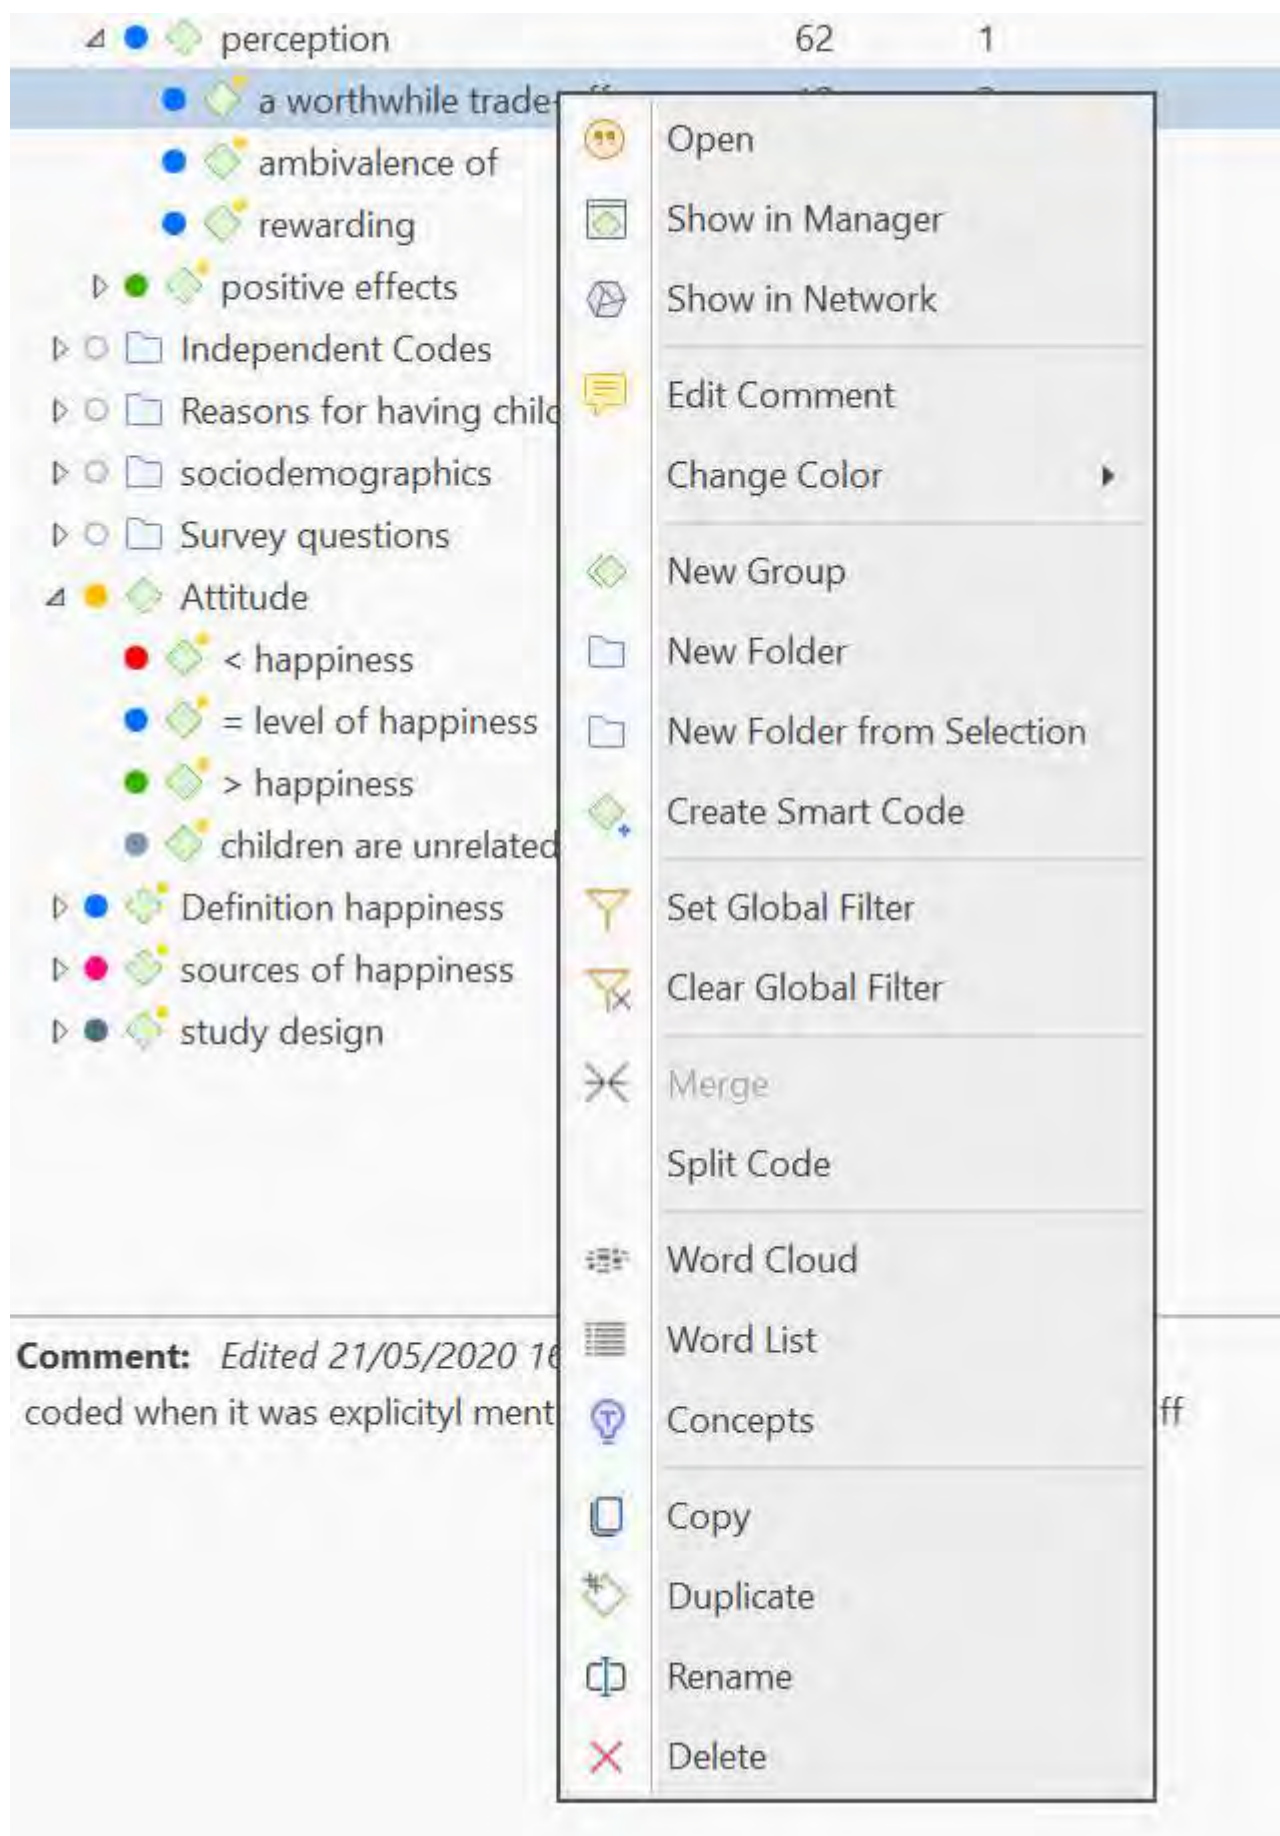 perception 62 1
a worthwhile trade-
ambivalence of
rewarding
positive effects
Independent Codes
Reasons for having chilc
sociodemographics
Survey questions
Attitude
< happiness
= level of happiness
> happiness
children are unrelated
Definition happiness
sources of happiness
study design
Open
Show in Manager
Show in Network
Edit Comment
Change Color
New Group
New Folder
New Folder from Selection
Create Smart Code
Set Global Filter
Clear Global Filter
Merge
Split Code
Word Cloud
Word List
Concepts
Copy
Duplicate
Rename
Delete
Comment: Edited 21/05/2020 16
coded when it was explicityl ment ff